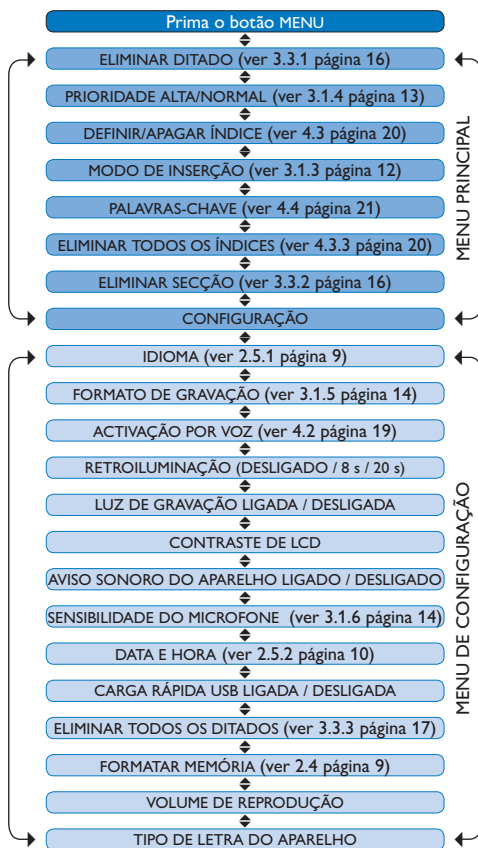 Prima o botão MENU
ELIMINAR DITADO (ver 3.3.1 página 16)
PRIORIDADE ALTA/NORMAL (ver 3.1.4 página 13)
DEFINIR/APAGAR ÍNDICE (ver 4.3 página 20)
MODO DE INSERÇÃO (ver 3.1.3 página 12)
PALAVRAS-CHAVE (ver 4.4 página 21)
ELIMINAR TODOS OS ÍNDICES (ver 4.3.3 página 20)
ELIMINAR SECÇÃO (ver 3.3.2 página 16)
CONFIGURAÇÃO
MENU PRINCIPAL
IDIOMA (ver 2.5.1 página 9)
FORMATO DE GRAVAÇÃO (ver 3.1.5 página 14)
ACTIVAÇÃO POR VOZ (ver 4.2 página 19)
RETROILUMINAÇÃO (DESLIGADO / 8 s / 20 s)
LUZ DE GRAVAÇÃO LIGADA / DESLIGADA
CONTRASTE DE LCD
AVISO SONORO DO APARELHO LIGADO / DESLIGADO
SENSIBILIDADE DO MICROFONE (ver 3.1.6 página 14)
DATA E HORA (ver 2.5.2 página 10)
CARGA RÁPIDA USB LIGADA / DESLIGADA
ELIMINAR TODOS OS DITADOS (ver 3.3.3 página 17)
FORMATAR MEMÓRIA (ver 2.4 página 9)
VOLUME DE REPRODUÇÃO
TIPO DE LETRA DO APARELHO
MENU DE CONFIGURAÇÃO